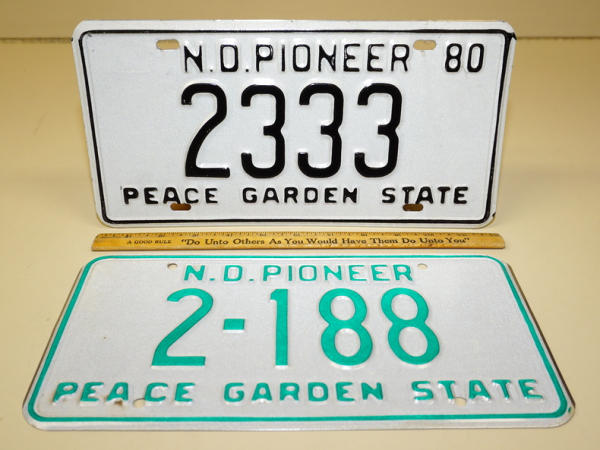 N.D.PIONEER 80
2333
PEACE GARDEN STATE
A GOOD RULE "Do Unto Others As You Would Have Them Do Unto You"
N.D.PIONEER
2-188
PEACE GARDEN STATE